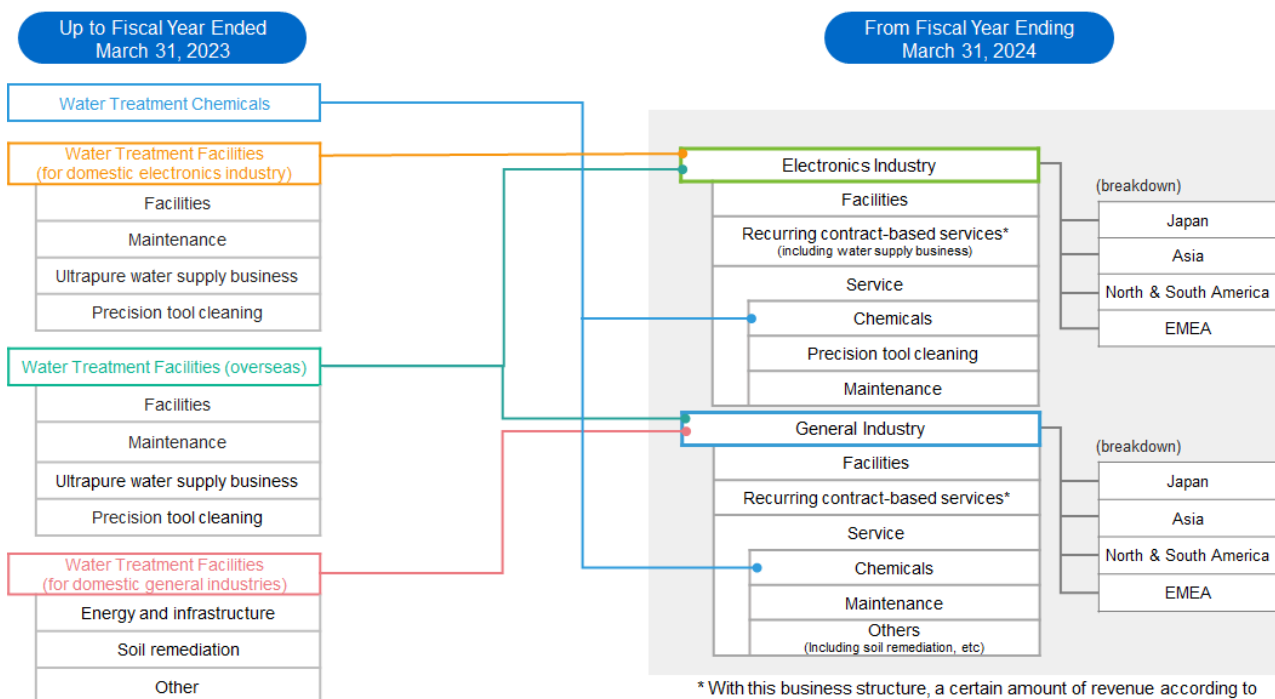 Up to Fiscal Year Ended
March 31, 2023
Water Treatment Chemicals
Water Treatment Facilities
(for domestic electronics industry)
Facilities
Maintenance
Ultrapure water supply business
Precision tool cleaning
Water Treatment Facilities (overseas)
Facilities
Maintenance
Ultrapure water supply business
Precision tool cleaning
Water Treatment Facilities
(for domestic general industries)
Energy and infrastructure
Soil remediation
Other
From Fiscal Year Ending
March 31, 2024
Electronics Industry
Facilities
Recurring contract-based services*
(including water supply business)
Service
Chemicals
Precision tool cleaning
Maintenance
(breakdown)
Japan
Asia
North & South America
EMEA
General Industry
Facilities
Recurring contract-based services*
Service
Chemicals
Maintenance
Others
(Including soil remediation, etc)
(breakdown)
Japan
Asia
North & South America
EMEA
* With this business structure, a certain amount of revenue according to